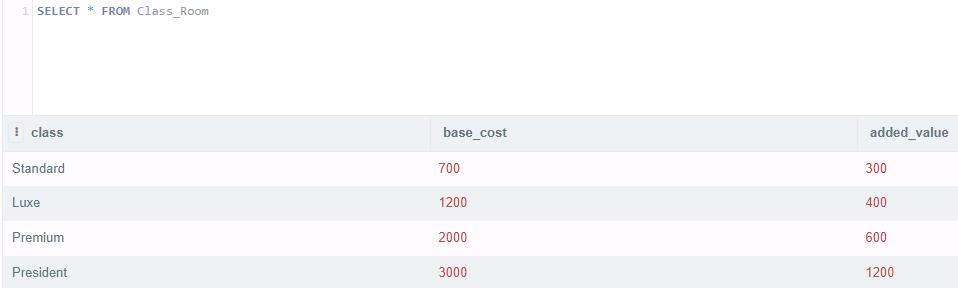 1 SELECT * FROM Class_Room
class base_cost added_value
Standard 700 300
Luxe 1200 400
Premium 2000 600
President 3000 1200